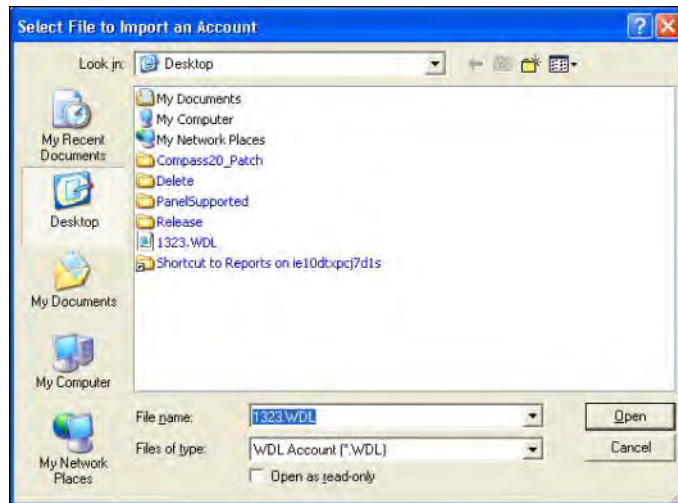 Select File to Import an Account
Look in:
Desktop
My Recent
Documents
Desktop
My Documents
My Computer
My Network
Places
My Documents
My Computer
My Network Places
Compass20_Patch
Delete
PanelSupported
Release
1323.WDL
Shortcut to Reports on ie10dtxpcj7d1s
File name:
1323.WDL
Open
Files of type:
WDL Account (*.WDL)
Cancel
Open as read-only